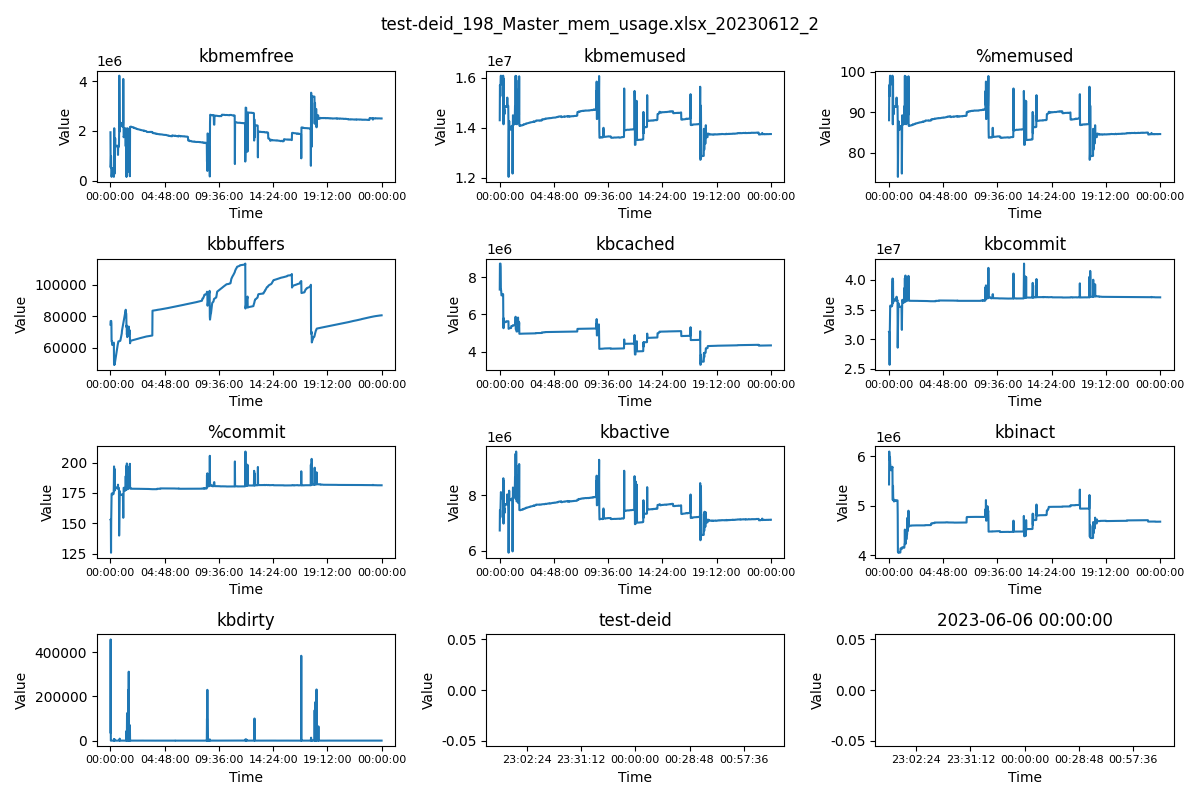 test-deid_198_Master_mem_usage.xlsx_20230612_2
kbmemfree
1e6
4
2
0
Value
00:00:00 04:48:00 09:36:00 14:24:00 19:12:00 00:00:00
Time
kbmemused
1e7
1.6
1.4
1.2
Value
00:00:00 04:48:00 09:36:00 14:24:00 19:12:00 00:00:00
Time
%memused
100
90
80
Value
00:00:00 04:48:00 09:36:00 14:24:00 19:12:00 00:00:00
Time
kbbuffers
100000
80000
60000
Value
00:00:00 04:48:00 09:36:00 14:24:00 19:12:00 00:00:00
Time
kbcached
1e6
8
6
4
Value
00:00:00 04:48:00 09:36:00 14:24:00 19:12:00 00:00:00
Time
kbcommit
1e7
4.0
3.5
3.0
2.5
Value
00:00:00 04:48:00 09:36:00 14:24:00 19:12:00 00:00:00
Time
%commit
200
175
150
125
Value
00:00:00 04:48:00 09:36:00 14:24:00 19:12:00 00:00:00
Time
kbactive
1e6
8
6
Value
00:00:00 04:48:00 09:36:00 14:24:00 19:12:00 00:00:00
Time
kbinact
1e6
6
5
4
Value
00:00:00 04:48:00 09:36:00 14:24:00 19:12:00 00:00:00
Time
kbdirty
400000
200000
0
Value
00:00:00 04:48:00 09:36:00 14:24:00 19:12:00 00:00:00
Time
test-deid
0.05
0.00
-0.05
Value
23:02:24 23:31:12 00:00:00 00:28:48 00:57:36
Time
2023-06-06 00:00:00
0.05
0.00
-0.05
Value
23:02:24 23:31:12 00:00:00 00:28:48 00:57:36
Time